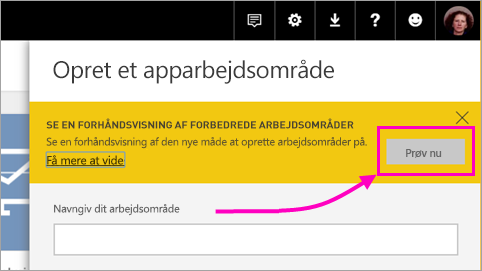 Opret et apparbejdsområde
SE EN FORHÅNDSVISNING AF FORBEDREDE ARBEJDSOMRÅDER
Se en forhåndsvisning af den nye måde at oprette arbejdsområder på.
Få mere at vide
Prøv nu
Navngiv dit arbejdsområde